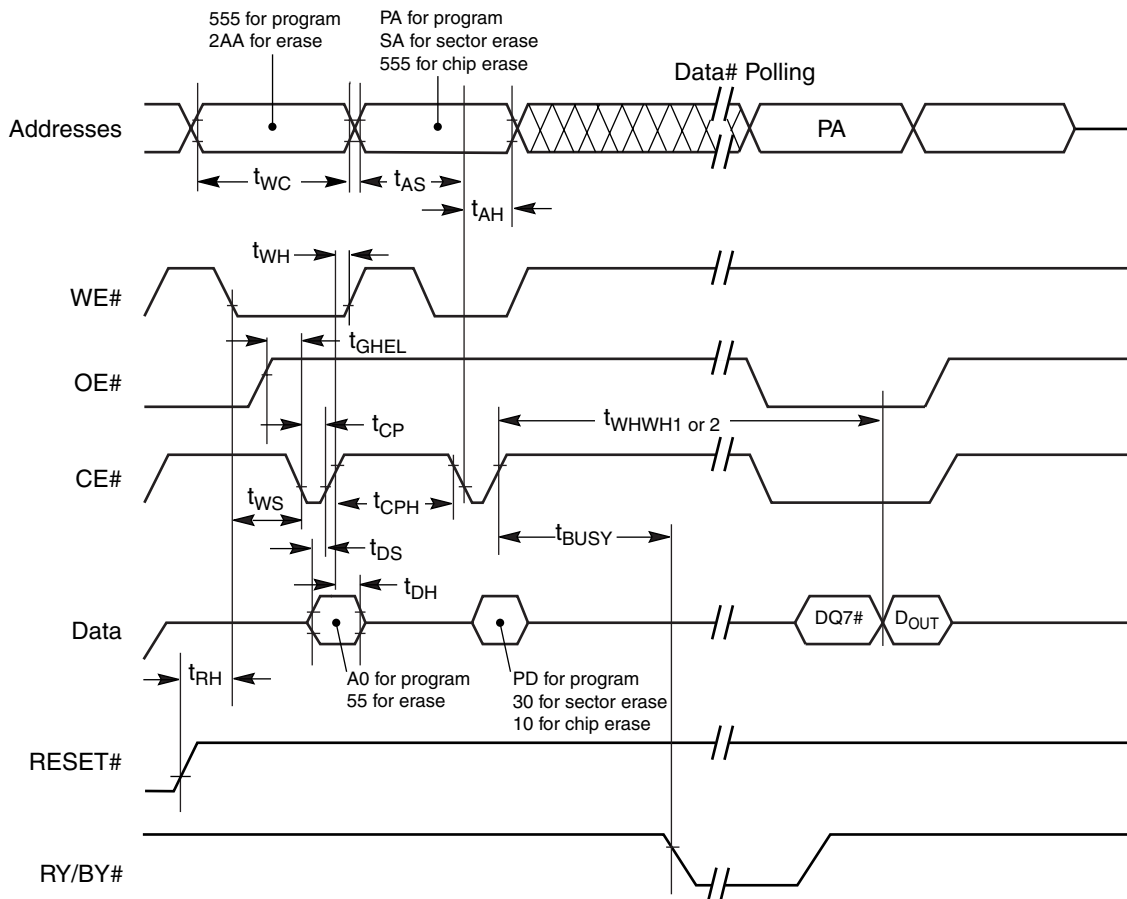 555 for program
2AA for erase
PA for program
SA for sector erase
555 for chip erase
Data# Polling
Addresses
PA
tWC
tAS
tAH
tWH
WE#
tGHEL
OE#
tWHWH1 or 2
tCP
CE#
tWS
tCPH
tBUSY
tDS
tDH
Data
DQ7#
DOUT
tRH
A0 for program
55 for erase
PD for program
30 for sector erase
10 for chip erase
RESET#
RY/BY#